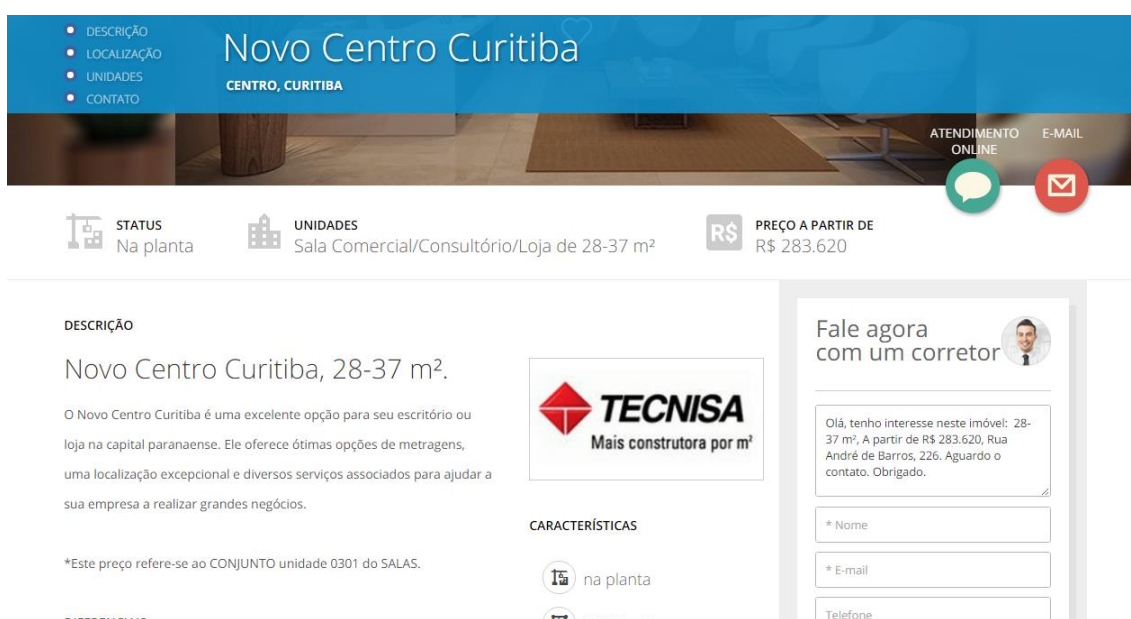 DESCRIÇÃO
LOCALIZAÇÃO
UNIDADES
CONTATO
Novo Centro Curitiba
CENTRO, CURITIBA
ATENDIMENTO
ONLINE
E-MAIL
STATUS
Na planta
UNIDADES
Sala Comercial/Consultório/Loja de 28-37 m²
R$
PREÇO A PARTIR DE
R$ 283.620
DESCRIÇÃO
Novo Centro Curitiba, 28-37 m².
O Novo Centro Curitiba é uma excelente opção para seu escritório ou
loja na capital paranaense. Ele oferece ótimas opções de metragens,
uma localização excepcional e diversos serviços associados para ajudar a
sua empresa a realizar grandes negócios.
*Este preço refere-se ao CONJUNTO unidade 0301 do SALAS.
TECNISA
Mais construtora por m²
CARACTERÍSTICAS
na planta
Fale agora
com um corretor
Olá, tenho interesse neste imóvel: 28-
37 m², A partir de R$ 283.620, Rua
André de Barros, 226. Aguardo o
contato. Obrigado.
* Nome
* E-mail
Telefone